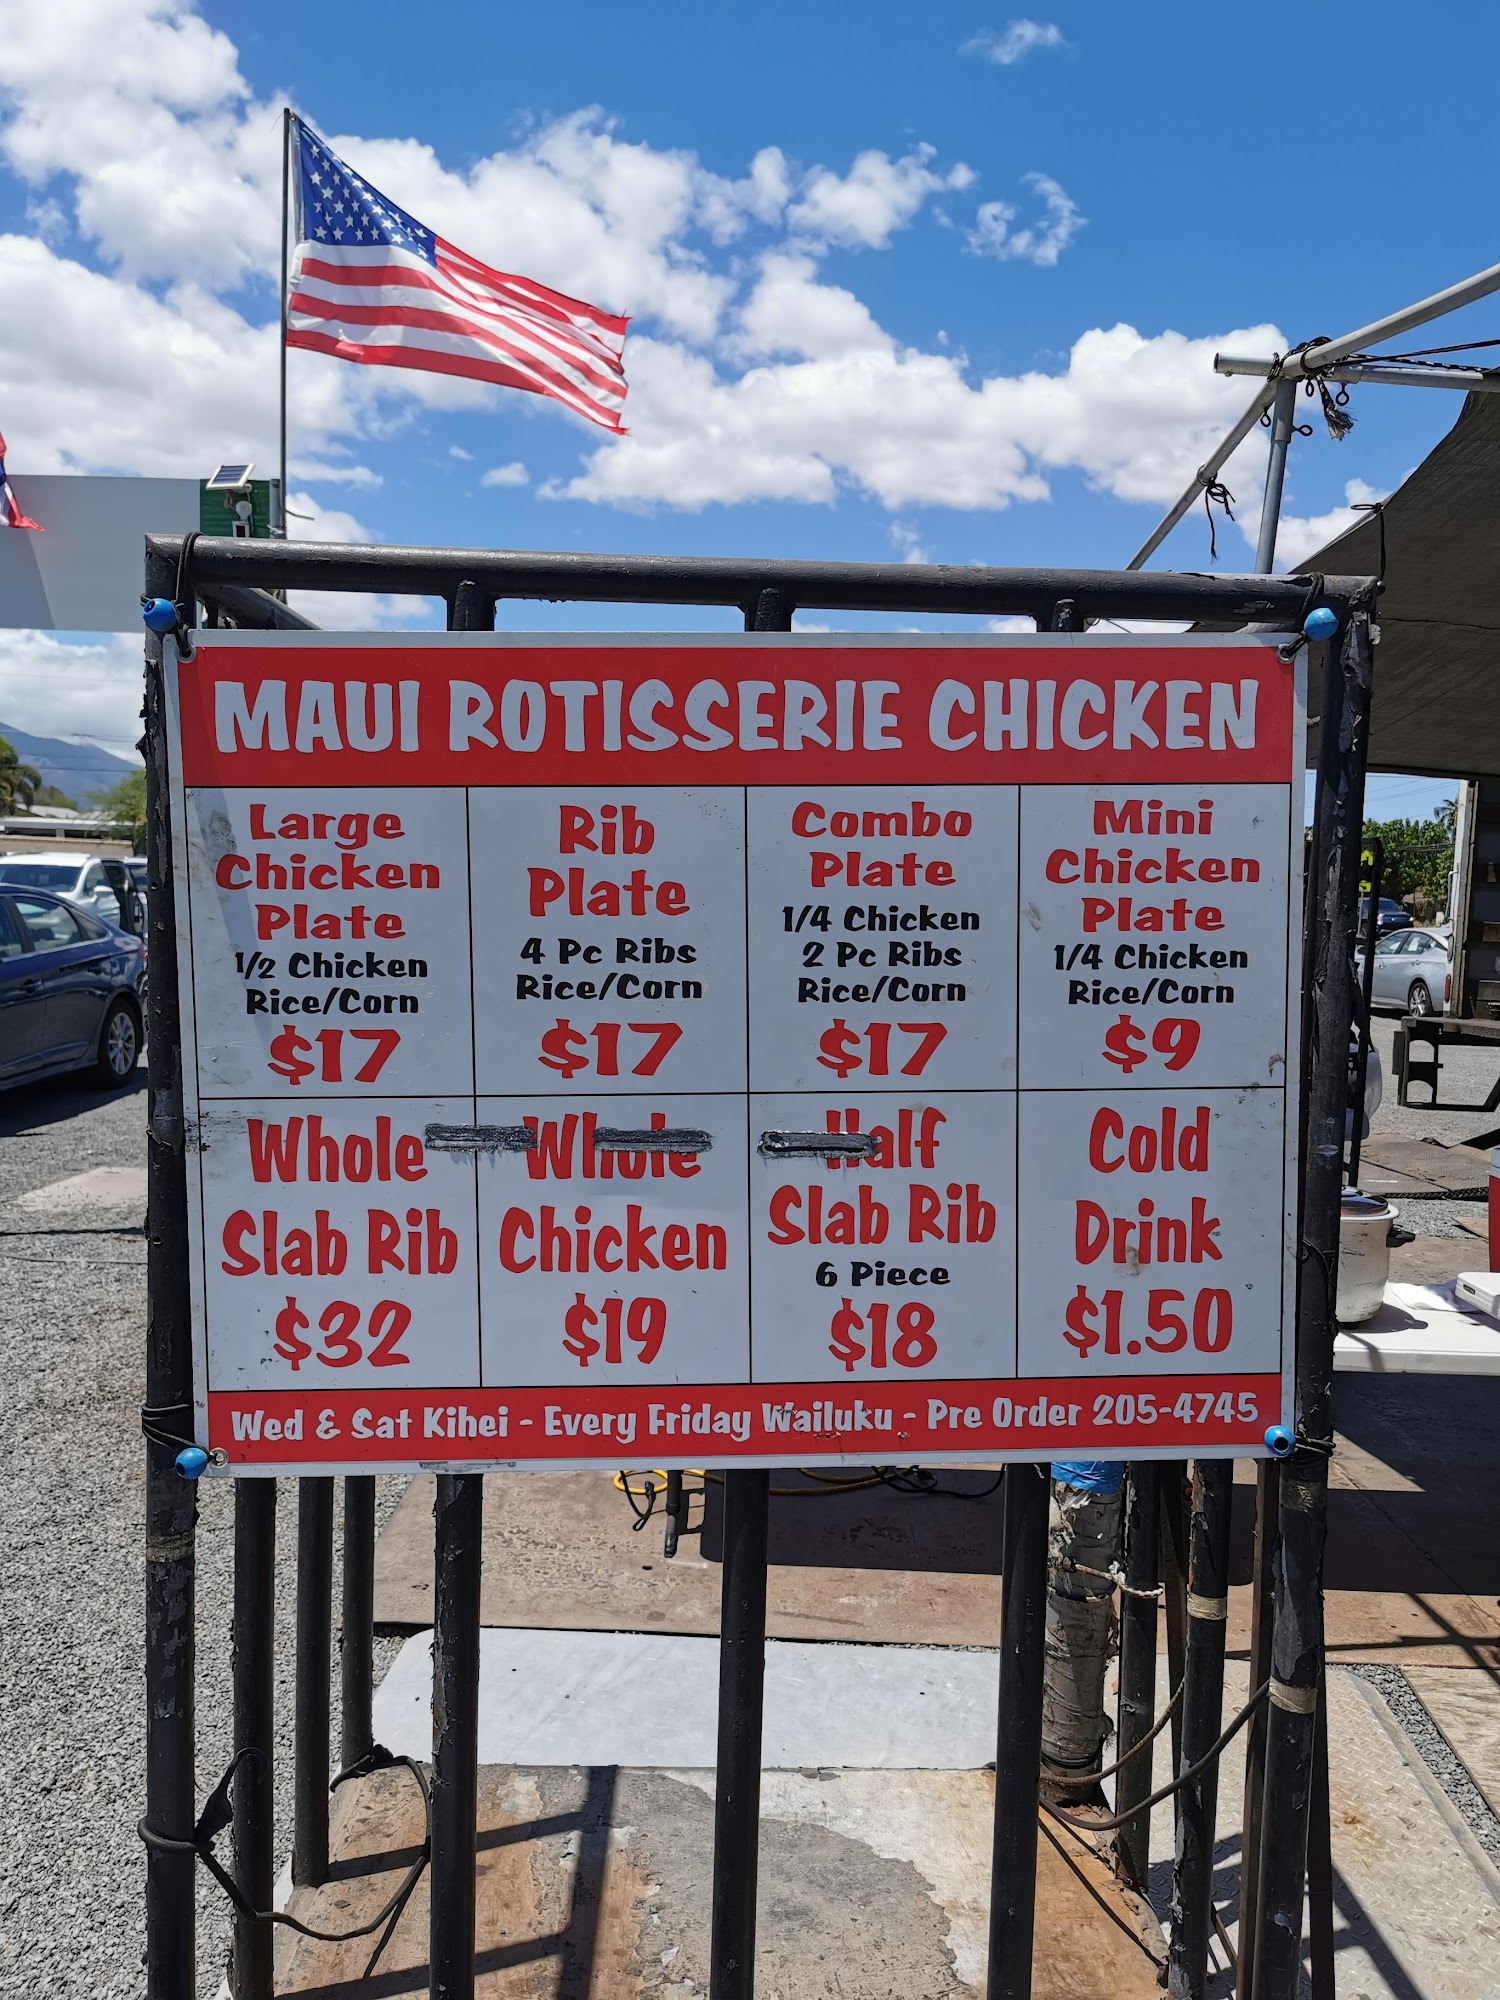 MAUI ROTISSERIE CHICKEN
Large
Chicken
Plate
1/2 Chicken
Rice/Corn
$17
Rib
Plate
4 Pc Ribs
Rice/Corn
$17
Combo
Plate
1/4 Chicken
2 Pc Ribs
Rice/Corn
$17
Mini
Chicken
Plate
1/4 Chicken
Rice/Corn
$9
Whole
Slab Rib
$32
Whole
Chicken
$19
Half
Slab Rib
6 Piece
$18
Cold
Drink
$1.50
Wed & Sat Kihei - Every Friday Wailuku - Pre Order 205-4745